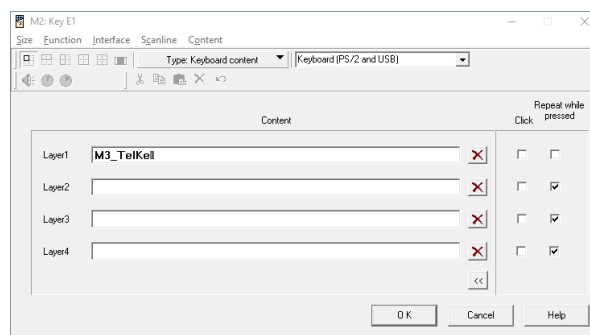 M2: Key E1
Size Function Interface Scanline Content
Type: Keyboard content Keyboard (PS/2 and USB)
Content Click Repeat while pressed
Layer1 M3_TelKe
Layer2
Layer3
Layer4
<<
OK Cancel Help